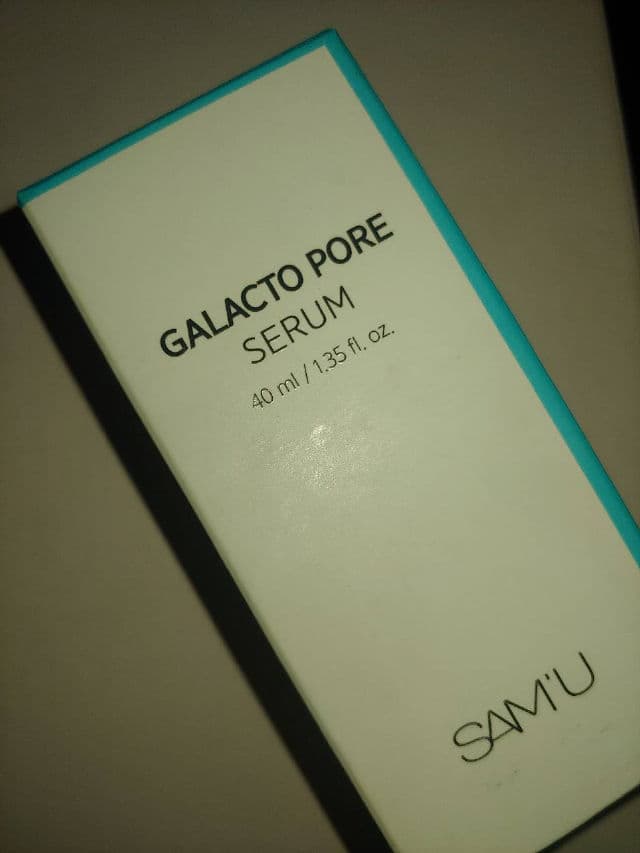 GALACTO PORE
SERUM
40 ml / 1.35 fl. oz.
SAM'U